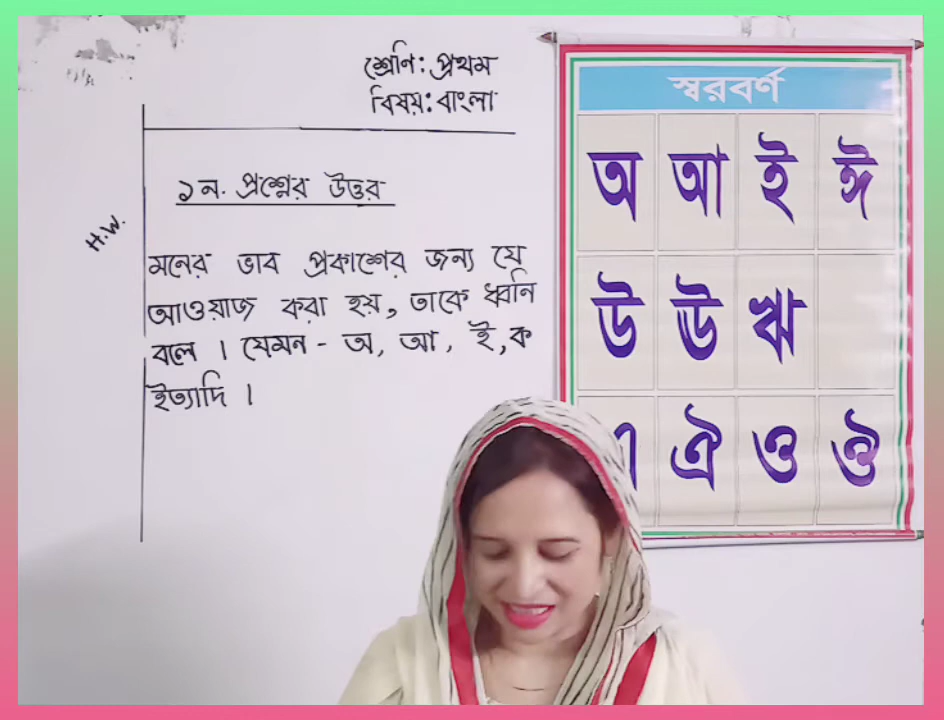 শ্রেণি: প্রথম
বিষয়: বাংলা
১ন. প্রশ্নের উত্তর
H.W.
মনের ভাব প্রকাশের জন্য যে
আওয়াজ করা হয়, তাকে ধ্বনি
বলে । যেমন - অ, আ, ই, ক
ইত্যাদি ।
স্বরবর্ণ
অ আ ই ঈ
উ ঊ ঋ
ঐ ও ঔ